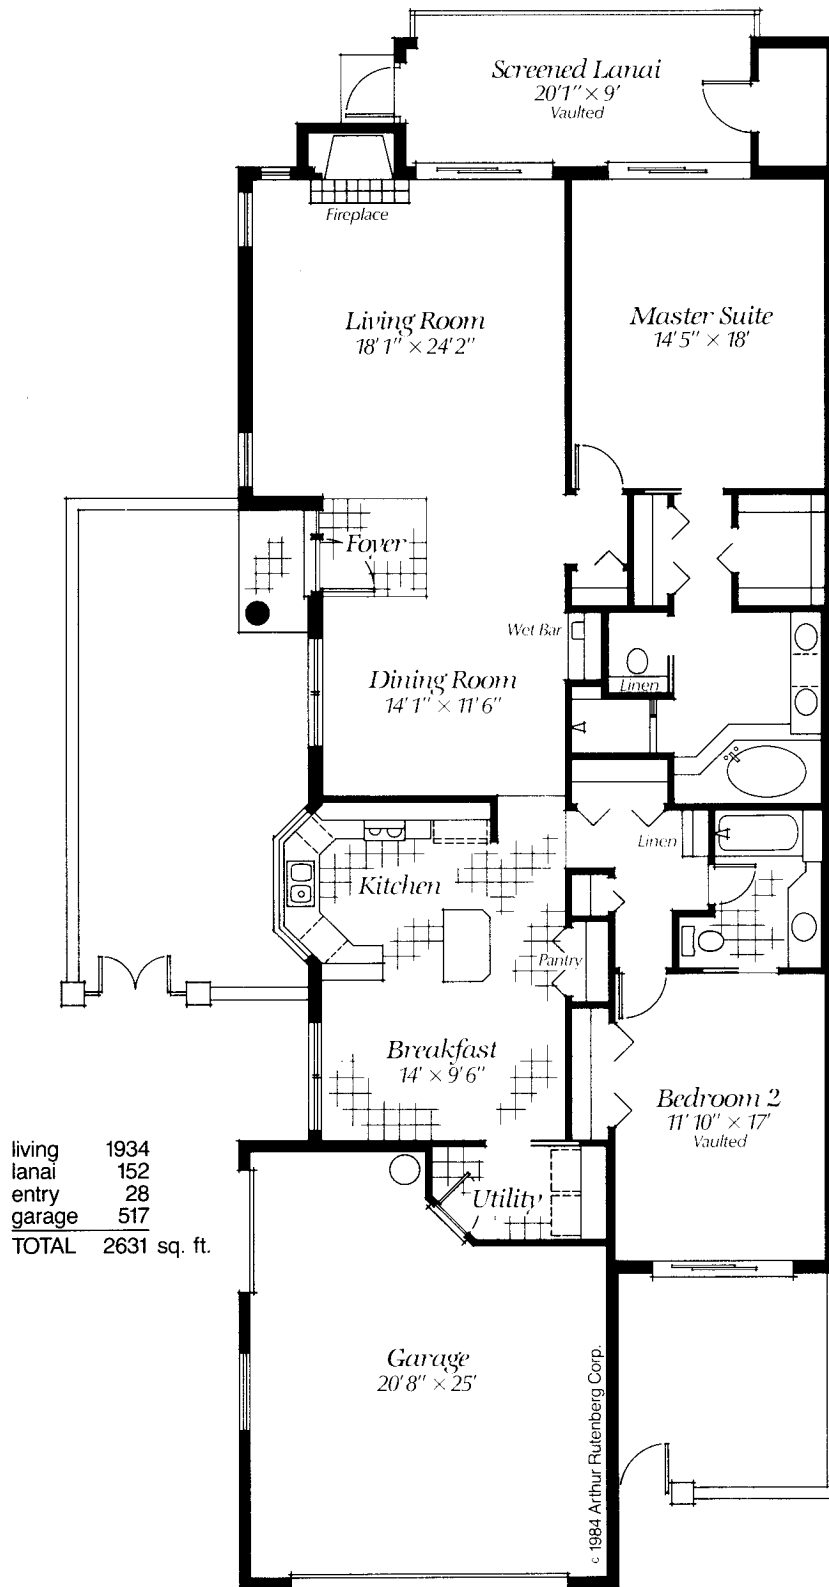 Screened Lanai
20'1" × 9'
Vaulted
Fireplace
Living Room
18'1" × 24'2"
Master Suite
14'5" × 18'
Foyer
Wet Bar
Linen
Dining Room
14'1" × 11'6"
Linen
Kitchen
Pantry
Breakfast
14' × 9'6"
Bedroom 2
11'10" × 17'
Vaulted
living 1934
lanai 152
entry 28
garage 517
TOTAL 2631 sq. ft.
Utility
Garage
20'8" × 25'
c 1984 Arthur Rutenberg Corp.